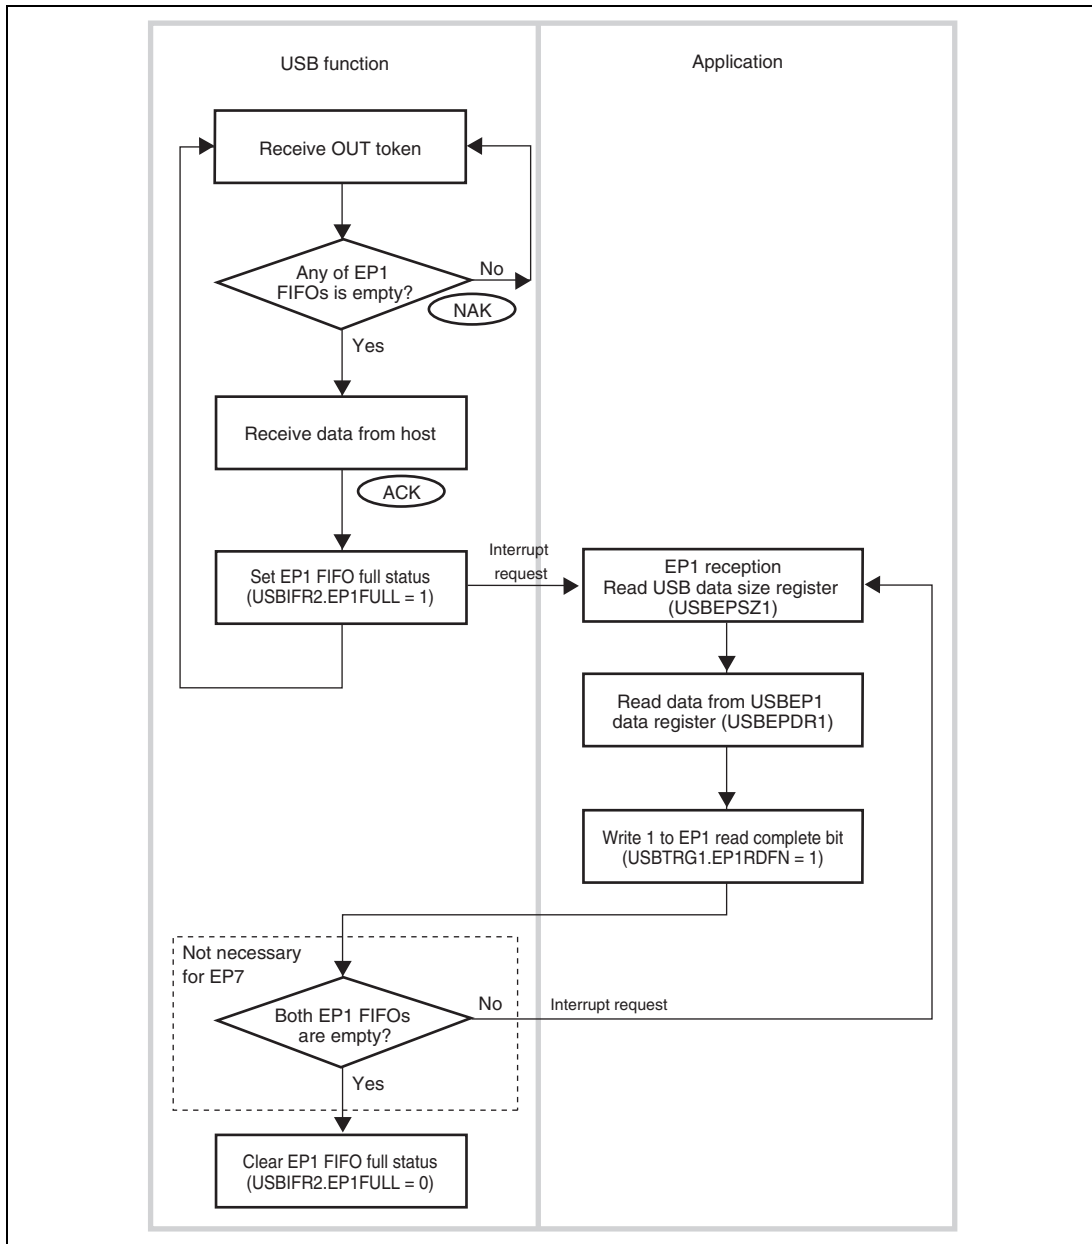 USB function
Application
Receive OUT token
Any of EP1
FIFOs is empty?
No
NAK
Yes
Receive data from host
ACK
Set EP1 FIFO full status
(USBIFR2.EP1FULL = 1)
Interrupt
request
EP1 reception
Read USB data size register
(USBEPSZ1)
Read data from USBEP1
data register (USBEPDR1)
Write 1 to EP1 read complete bit
(USBTRG1.EP1RDFN = 1)
Not necessary
for EP7
Both EP1 FIFOs
are empty?
No
Interrupt request
Yes
Clear EP1 FIFO full status
(USBIFR2.EP1FULL = 0)